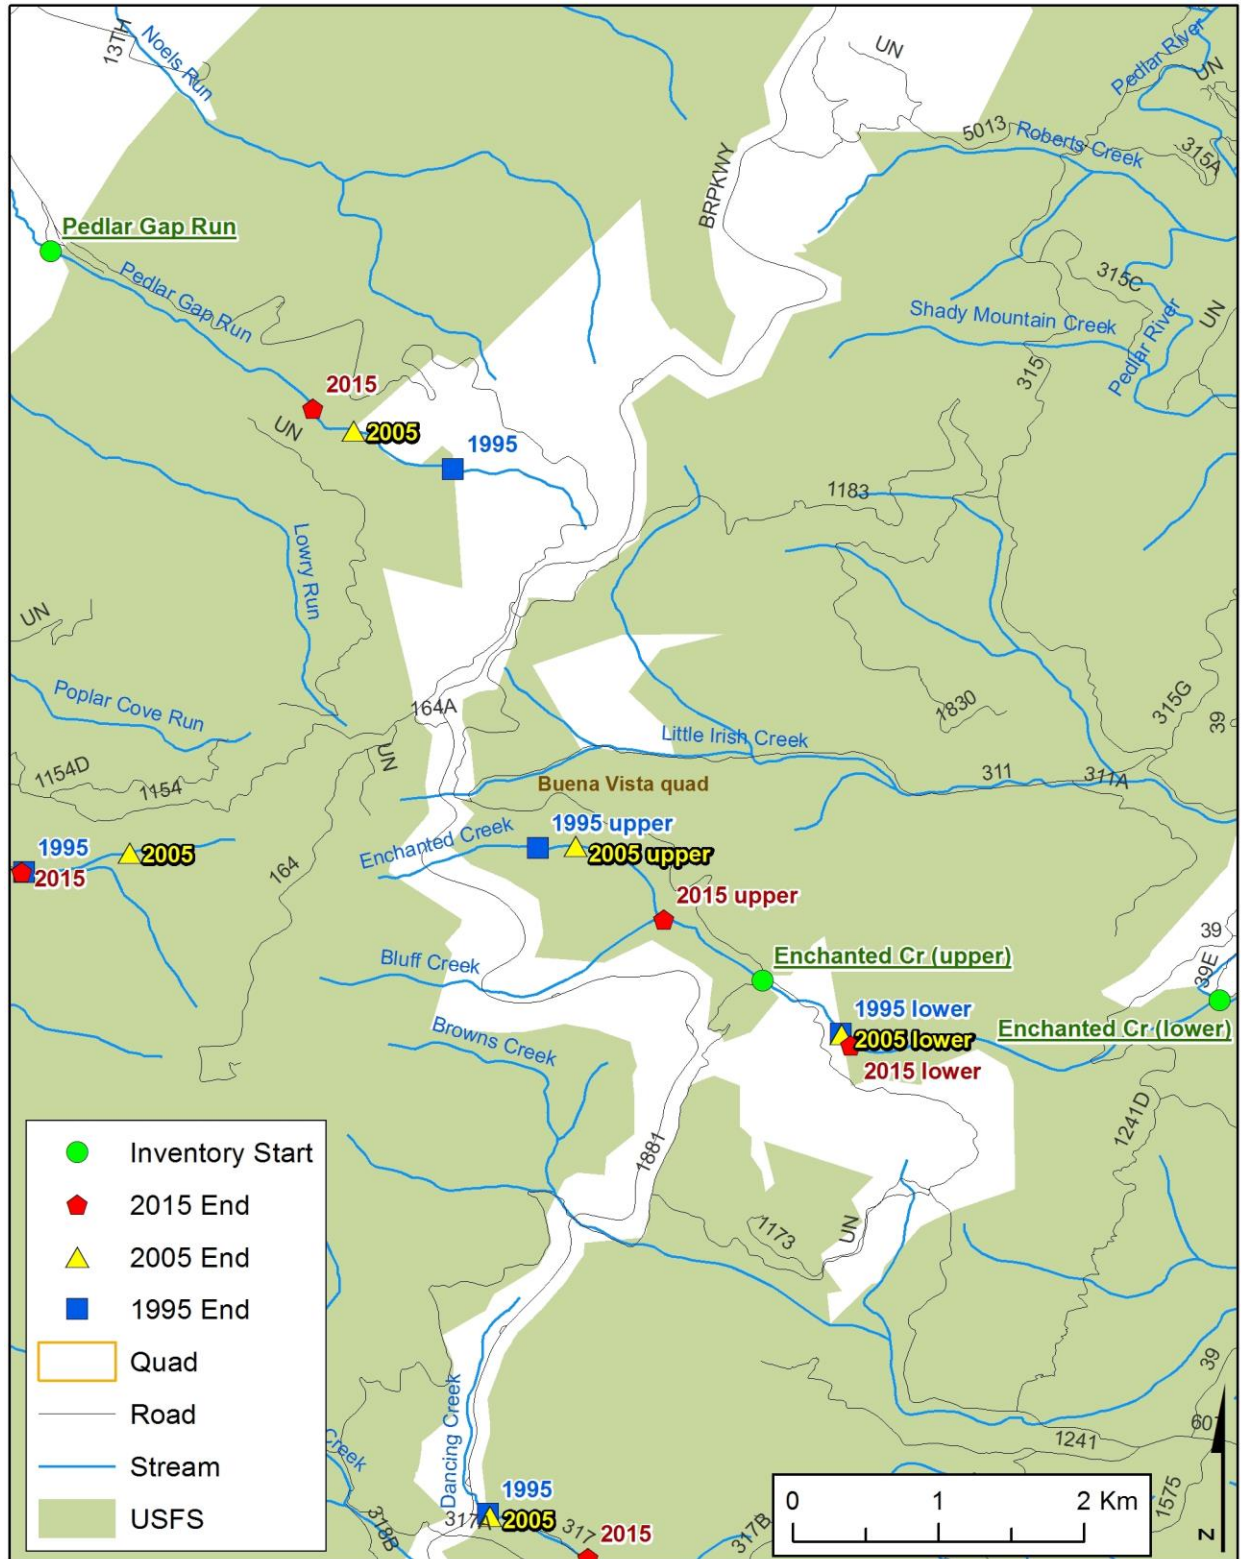 13TH
Noels Run
UN
Pedlar River
UN
5013
Roberts Creek
315A
BRPKWY
Pedlar Gap Run
Pedlar Gap Run
315C
UN
Shady Mountain Creek
Pedlar River
315
2015
UN
2005
1995
1183
Lowry Run
UN
Poplar Cove Run
164A
1830
315G
39
Little Irish Creek
UN
1154D
1154
Buena Vista quad
311
311A
Enchanted Creek
1995 upper
2005 upper
1995
2005
2015
164
2015 upper
Bluff Creek
Enchanted Cr (upper)
39
39E
Browns Creek
1995 lower
Enchanted Cr (lower)
2005 lower
2015 lower
1241D
1881
1173
UN
Inventory Start
2015 End
2005 End
1995 End
Quad
Road
Stream
USFS
39
607
1241
1575
Creek
Dancing Creek
318B
1995
317A
2005
317
2015
317B
0 1 2 Km
N